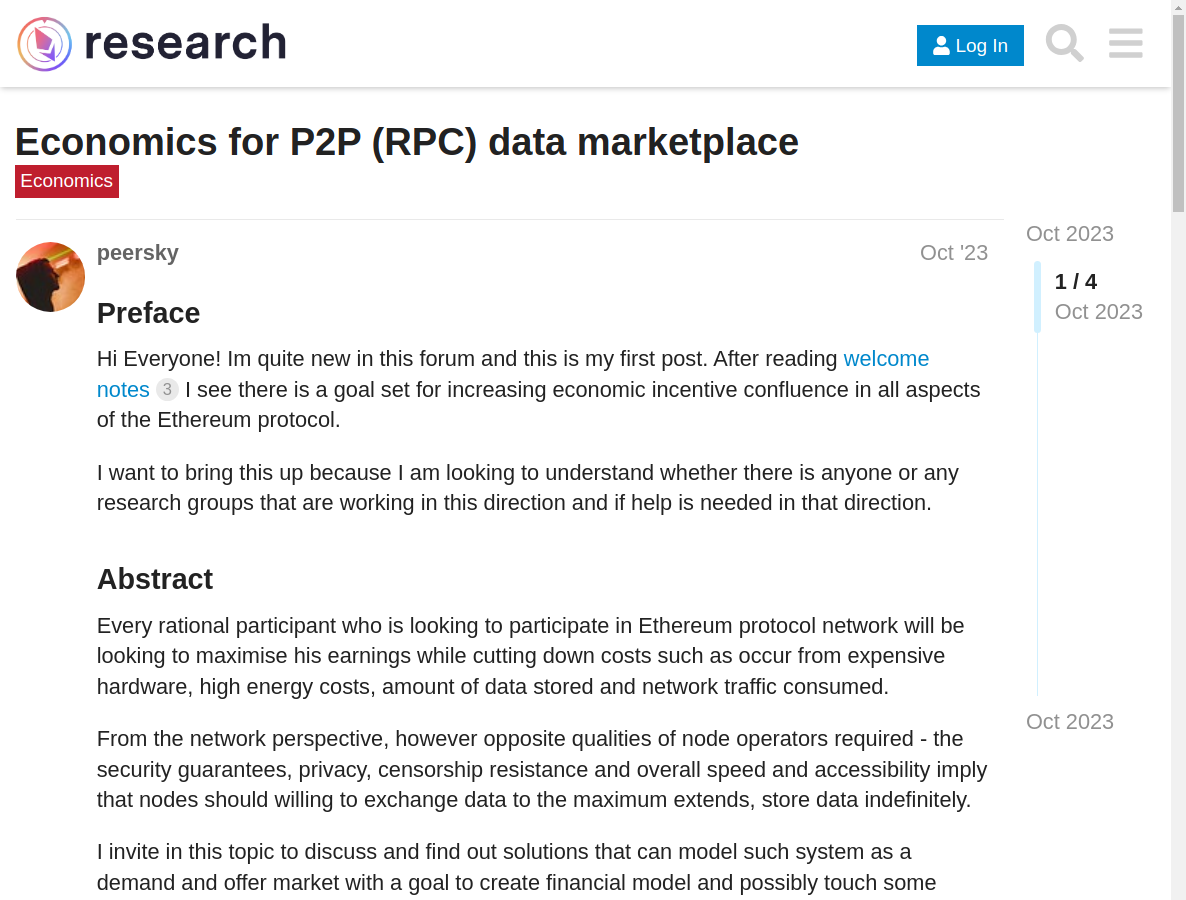 research
Log In
Economics for P2P (RPC) data marketplace
Economics
peersky
Oct '23
Preface
Hi Everyone! Im quite new in this forum and this is my first post. After reading welcome
notes 3 I see there is a goal set for increasing economic incentive confluence in all aspects
of the Ethereum protocol.
I want to bring this up because I am looking to understand whether there is anyone or any
research groups that are working in this direction and if help is needed in that direction.
Abstract
Every rational participant who is looking to participate in Ethereum protocol network will be
looking to maximise his earnings while cutting down costs such as occur from expensive
hardware, high energy costs, amount of data stored and network traffic consumed.
From the network perspective, however opposite qualities of node operators required - the
security guarantees, privacy, censorship resistance and overall speed and accessibility imply
that nodes should willing to exchange data to the maximum extends, store data indefinitely.
I invite in this topic to discuss and find out solutions that can model such system as a
demand and offer market with a goal to create financial model and possibly touch some
Oct 2023
1 / 4
Oct 2023
Oct 2023